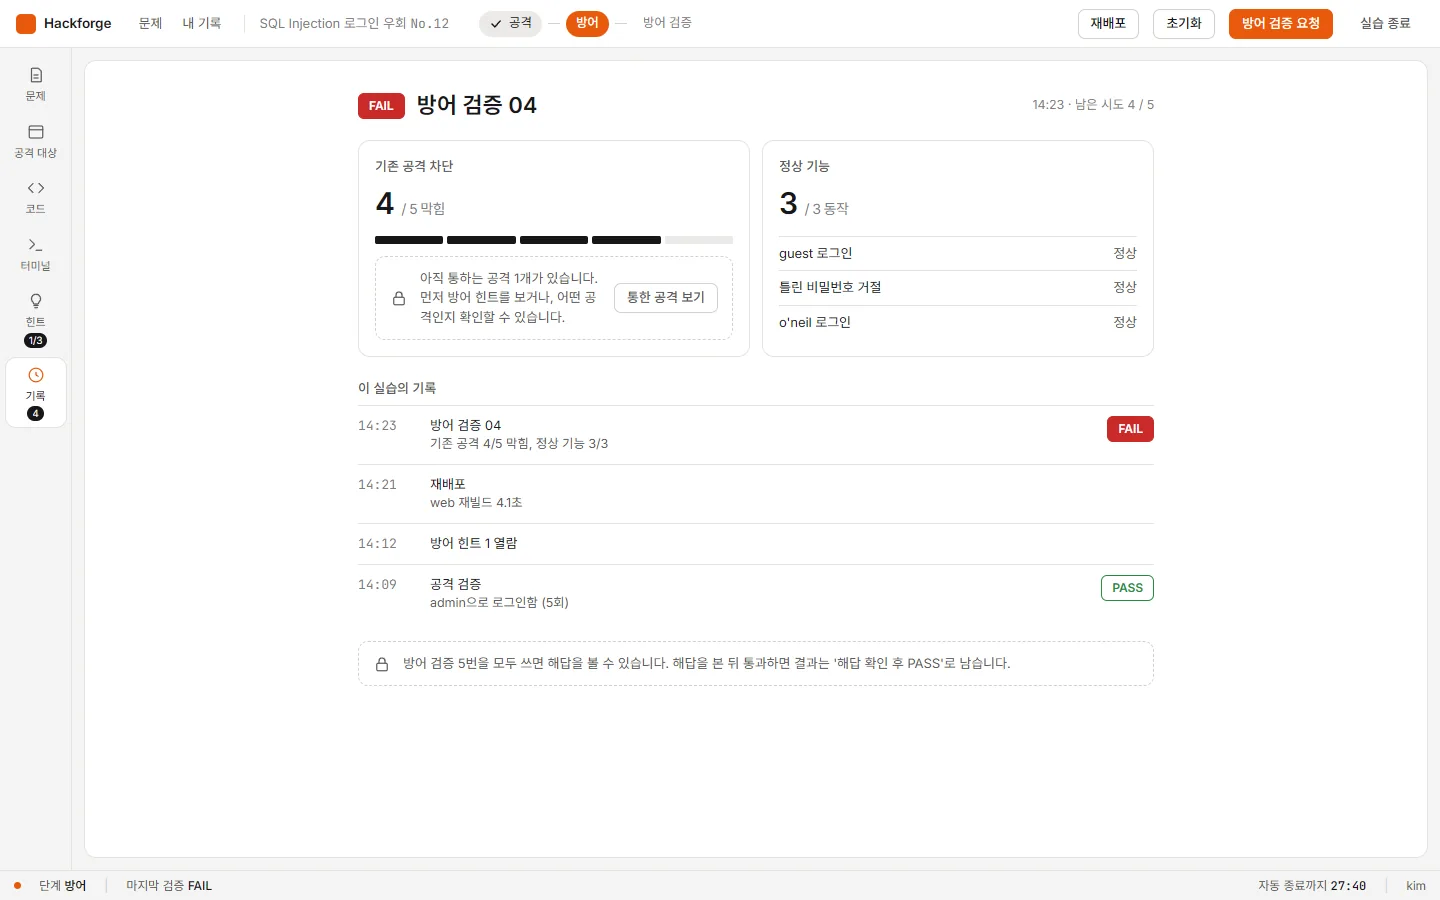 Hackforge
문제
내 기록
SQL Injection 로그인 우회 No.12
공격
방어
방어 검증
재배포
초기화
방어 검증 요청
실습 종료
문제
공격 대상
코드
터미널
힌트
1/3
기록
4
FAIL
방어 검증 04
14:23 · 남은 시도 4 / 5
기존 공격 차단
4 / 5 막힘
아직 통하는 공격 1개가 있습니다.
먼저 방어 힌트를 보거나, 어떤 공
격인지 확인할 수 있습니다.
통한 공격 보기
정상 기능
3 / 3 동작
guest 로그인 정상
틀린 비밀번호 거절 정상
o'neil 로그인 정상
이 실습의 기록
14:23 방어 검증 04 FAIL
기존 공격 4/5 막힘, 정상 기능 3/3
14:21 재배포
web 재빌드 4.1초
14:12 방어 힌트 1 열람
14:09 공격 검증 PASS
admin으로 로그인함 (5회)
방어 검증 5번을 모두 쓰면 해답을 볼 수 있습니다. 해답을 본 뒤 통과하면 결과는 '해답 확인 후 PASS'로 남습니다.
단계 방어
마지막 검증 FAIL
자동 종료까지 27:40
kim